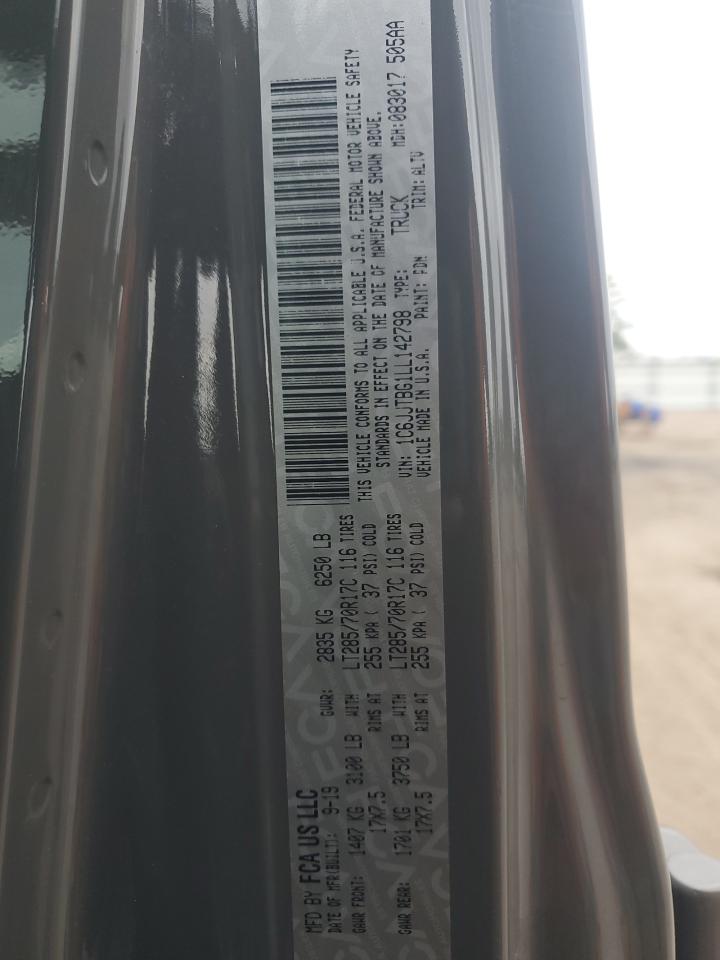 MFD BY FCA US LLC
DATE OF MFR(BUILT): 9-19 GVWR: 2835 KG 6250 LB
GAWR FRONT: 1407 KG 3100 LB WITH LT285/70R17C 116 TIRES
17X7.5 RIMS AT 255 KPA ( 37 PSI) COLD
GAWR REAR: 1701 KG 3750 LB WITH LT285/70R17C 116 TIRES
17X7.5 RIMS AT 255 KPA ( 37 PSI) COLD
THIS VEHICLE CONFORMS TO ALL APPLICABLE U.S.A. FEDERAL MOTOR VEHICLE SAFETY
STANDARDS IN EFFECT ON THE DATE OF MANUFACTURE SHOWN ABOVE.
VIN: 1C6JJTBG1LL142798 TYPE: TRUCK MDH:083017 505AA
VEHICLE MADE IN U.S.A. PAINT: PDN TRIM: ALTV